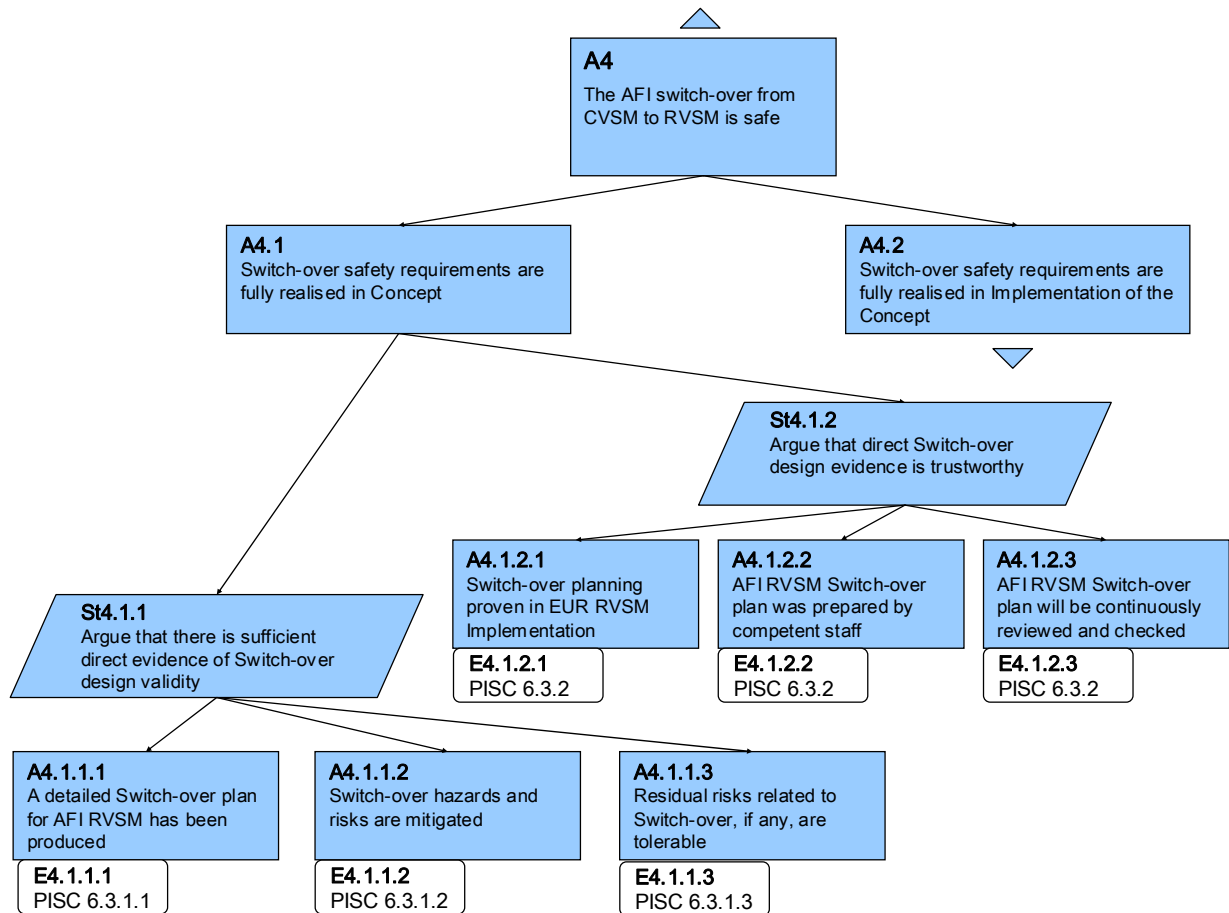 A4
The AFI switch-over from
CVSM to RVSM is safe
A4.1
Switch-over safety requirements are
fully realised in Concept
A4.2
Switch-over safety requirements are
fully realised in Implementation of the
Concept
St4.1.2
Argue that direct Switch-over
design evidence is trustworthy
A4.1.2.1
Switch-over planning
proven in EUR RVSM
Implementation
E4.1.2.1
PISC 6.3.2
A4.1.2.2
AFI RVSM Switch-over
plan was prepared by
competent staff
E4.1.2.2
PISC 6.3.2
A4.1.2.3
AFI RVSM Switch-over
plan will be continuously
reviewed and checked
E4.1.2.3
PISC 6.3.2
St4.1.1
Argue that there is sufficient
direct evidence of Switch-over
design validity
A4.1.1.1
A detailed Switch-over plan
for AFI RVSM has been
produced
E4.1.1.1
PISC 6.3.1.1
A4.1.1.2
Switch-over hazards and
risks are mitigated
E4.1.1.2
PISC 6.3.1.2
A4.1.1.3
Residual risks related to
Switch-over, if any, are
tolerable
E4.1.1.3
PISC 6.3.1.3